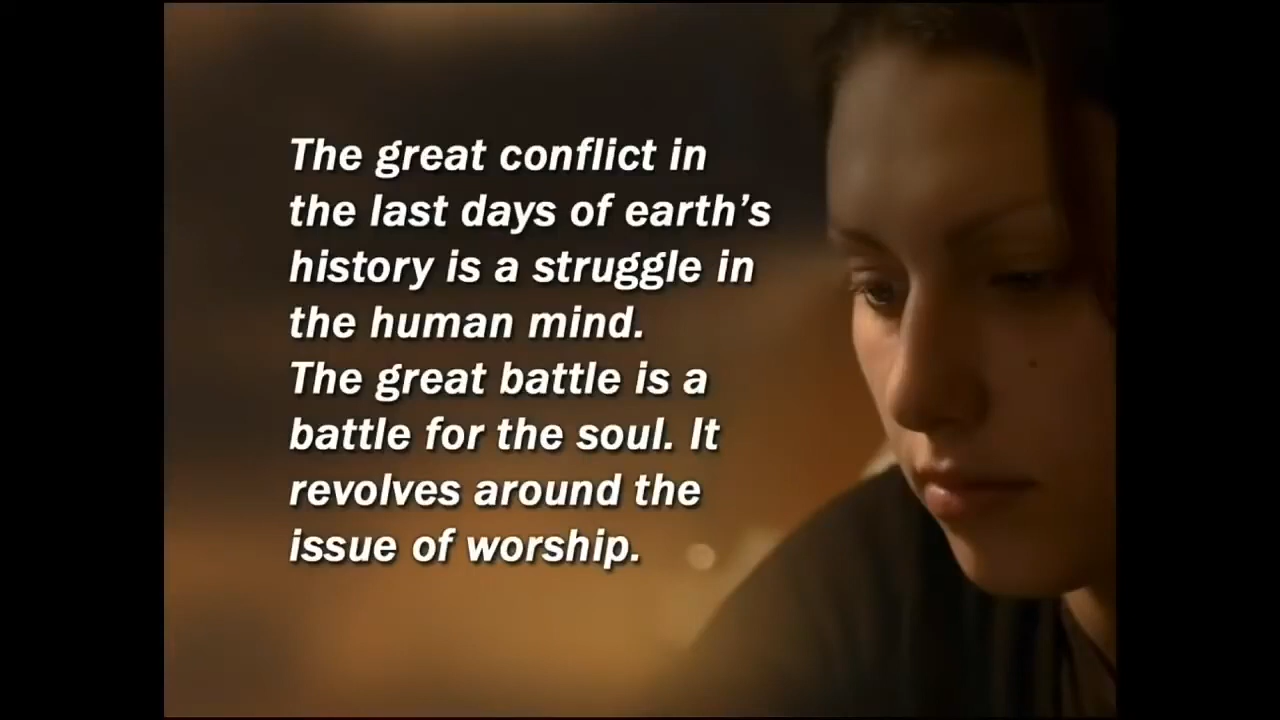 The great conflict in
the last days of earth’s
history is a struggle in
the human mind.
The great battle is a
battle for the soul. It
revolves around the
issue of worship.